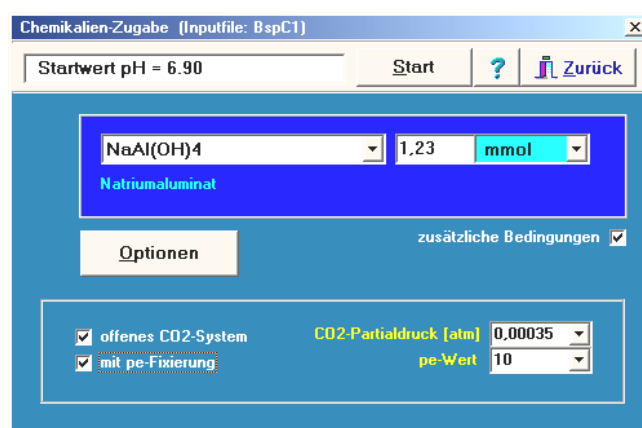 Chemikalien-Zugabe (Inputfile: BspC1)
Startwert pH = 6.90 Start ? Zurück
NaAl(OH)4 1,23 mmol
Natriumaluminat
zusätzliche Bedingungen
Optionen
offenes CO2-System CO2-Partialdruck [atm] 0,00035
mit pe-Fixierung pe-Wert 10